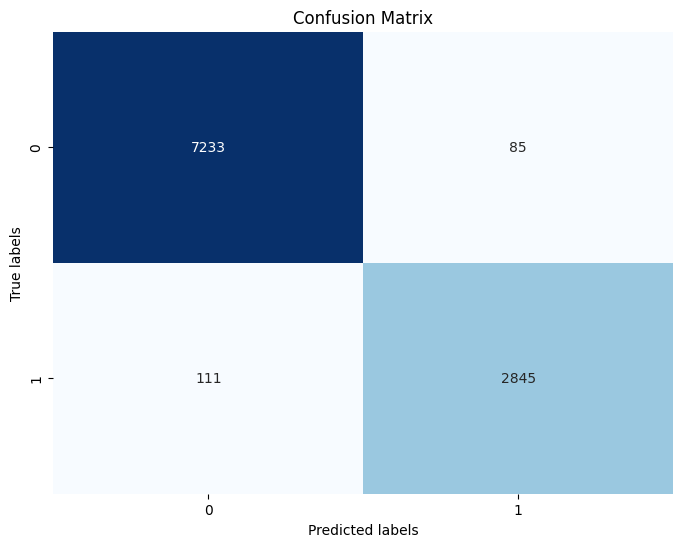 Confusion Matrix
0
7233
85
True labels
1
111
2845
0
1
Predicted labels